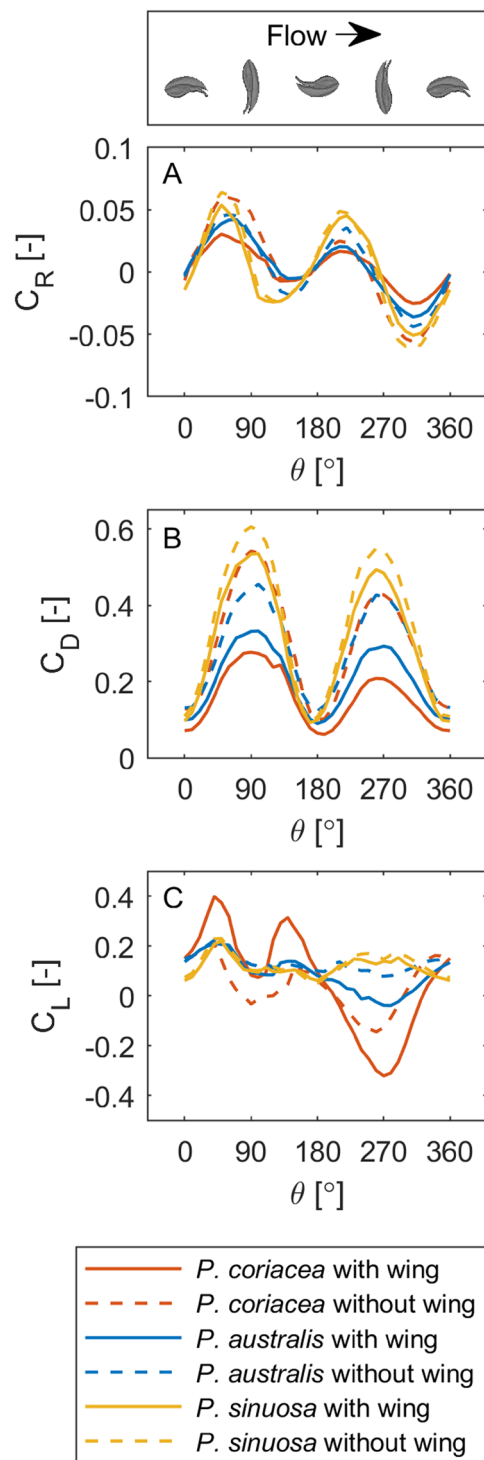 Flow
A
0.1
0.05
0
-0.05
-0.1
C_R [-]
0 90 180 270 360
θ [°]
B
0.6
0.4
0.2
0
C_D [-]
0 90 180 270 360
θ [°]
C
0.4
0.2
0
-0.2
-0.4
C_L [-]
0 90 180 270 360
θ [°]
P. coriacea with wing
P. coriacea without wing
P. australis with wing
P. australis without wing
P. sinuosa with wing
P. sinuosa without wing